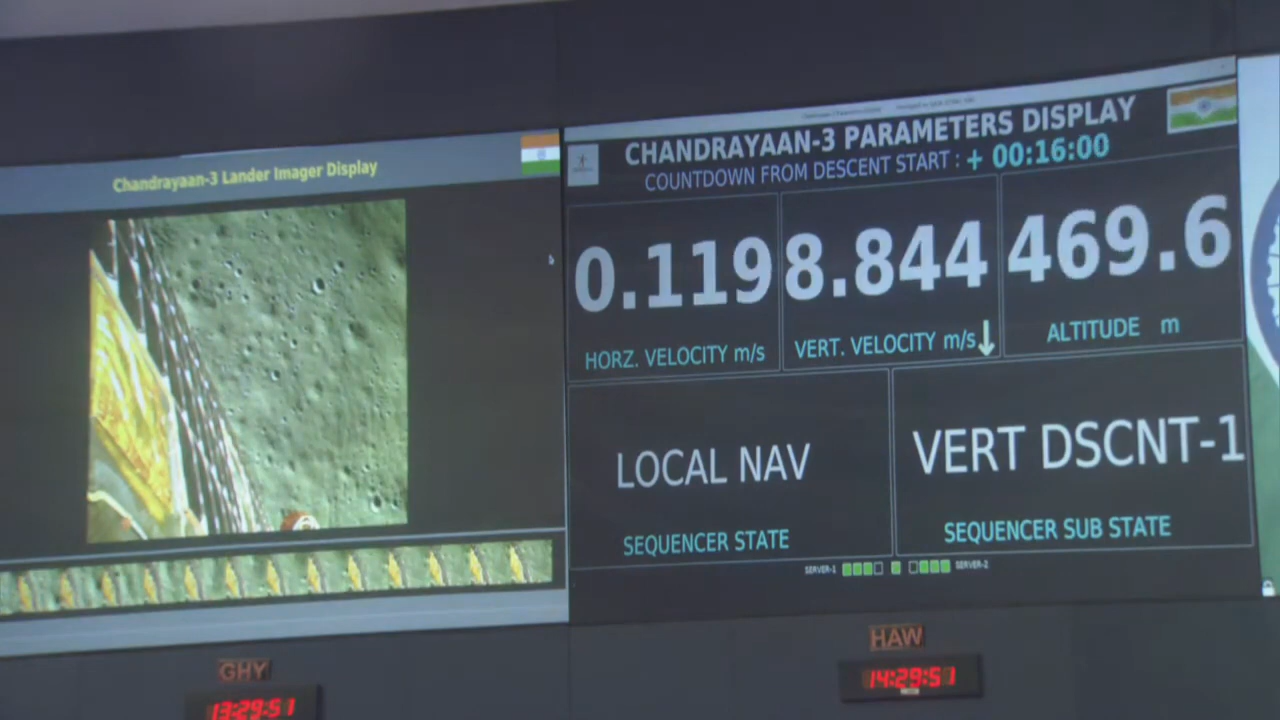 Chandrayaan-3 Lander Imager Display
CHANDRAYAAN-3 PARAMETERS DISPLAY
COUNTDOWN FROM DESCENT START : + 00:16:00
0.119
HORZ. VELOCITY m/s
8.844
VERT. VELOCITY m/s↓
469.6
ALTITUDE m
LOCAL NAV
SEQUENCER STATE
VERT DSCNT-1
SEQUENCER SUB STATE
SERVER-1
SERVER-2
GHY
13:29:51
HAW
14:29:51